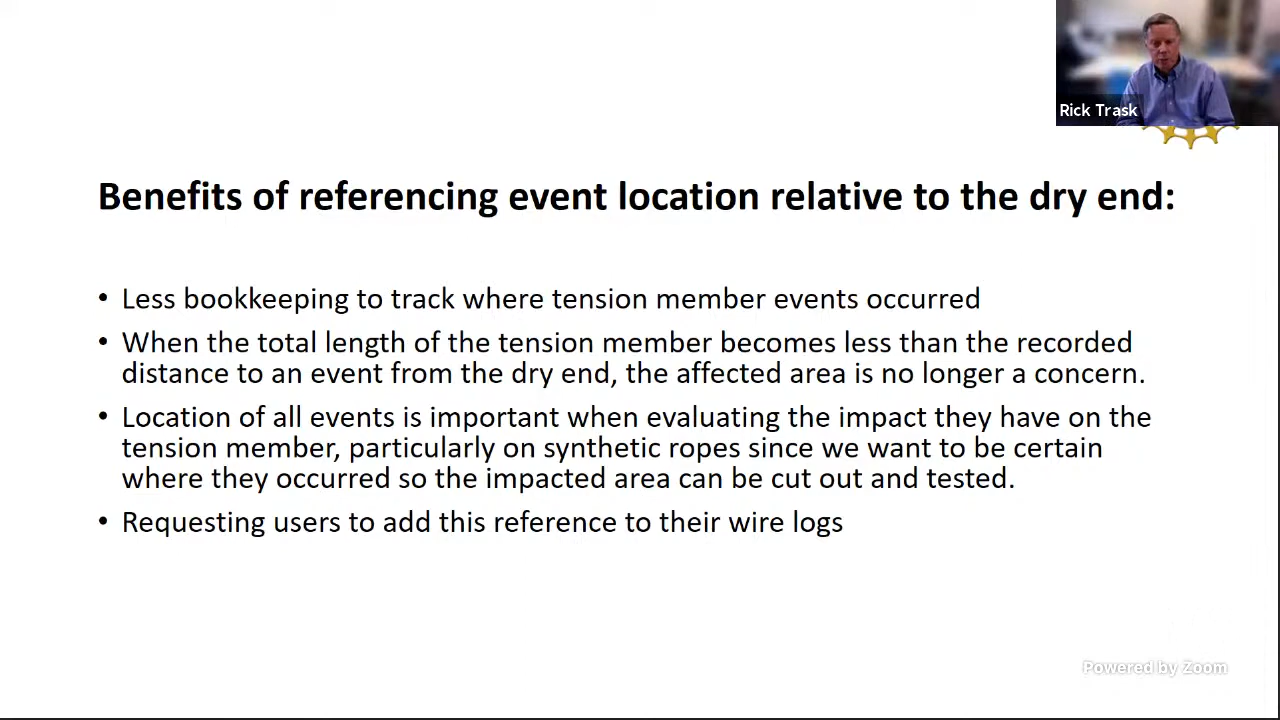 Rick Trask
Benefits of referencing event location relative to the dry end:
• Less bookkeeping to track where tension member events occurred
• When the total length of the tension member becomes less than the recorded
distance to an event from the dry end, the affected area is no longer a concern.
• Location of all events is important when evaluating the impact they have on the
tension member, particularly on synthetic ropes since we want to be certain
where they occurred so the impacted area can be cut out and tested.
• Requesting users to add this reference to their wire logs
Powered by Zoom